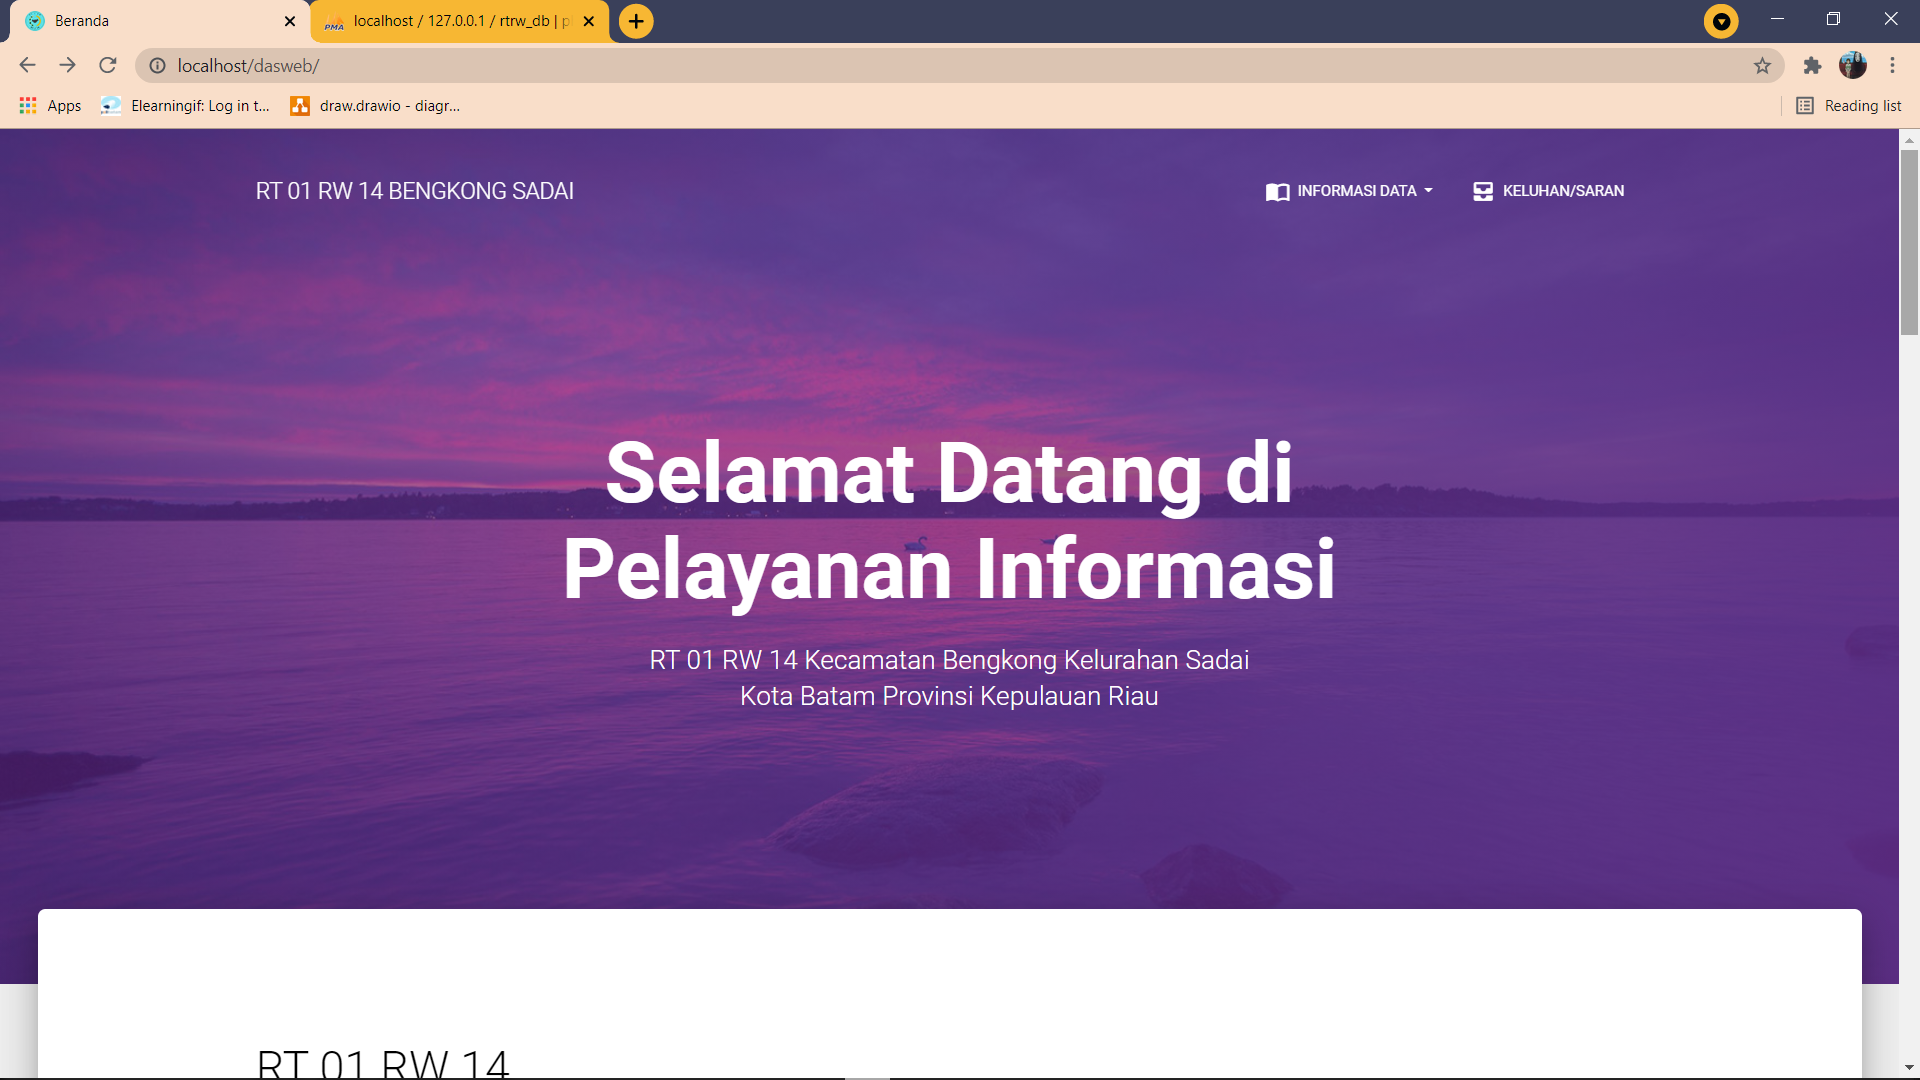 Beranda
localhost / 127.0.0.1 / rtrw_db | p
localhost/dasweb/
Apps
Elearningif: Log in t...
draw.drawio - diagr...
Reading list
RT 01 RW 14 BENGKONG SADAI
INFORMASI DATA
KELUHAN/SARAN
Selamat Datang di
Pelayanan Informasi
RT 01 RW 14 Kecamatan Bengkong Kelurahan Sadai
Kota Batam Provinsi Kepulauan Riau
RT 01 RW 14